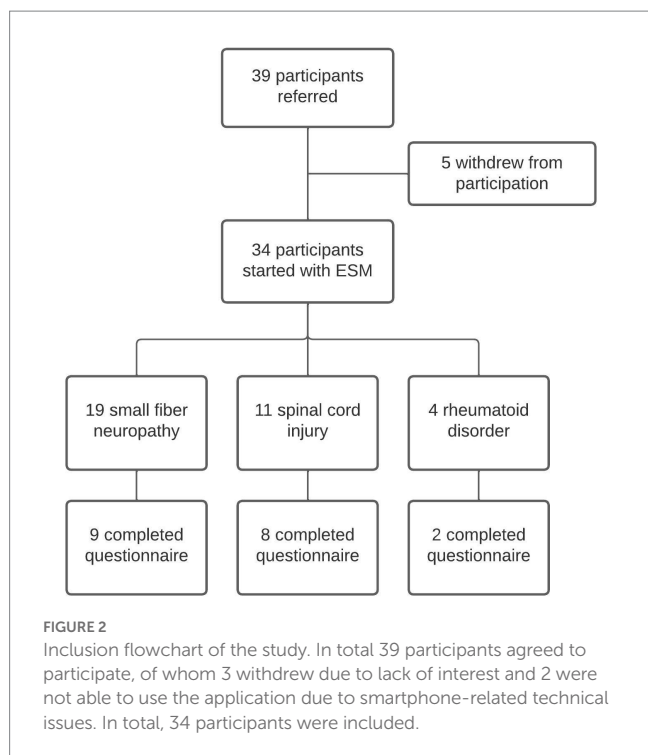 39 participants
referred
5 withdrew from
participation
34 participants
started with ESM
19 small fiber
neuropathy
11 spinal cord
injury
4 rheumatoid
disorder
9 completed
questionnaire
8 completed
questionnaire
2 completed
questionnaire
FIGURE 2
Inclusion flowchart of the study. In total 39 participants agreed to
participate, of whom 3 withdrew due to lack of interest and 2 were
not able to use the application due to smartphone-related technical
issues. In total, 34 participants were included.